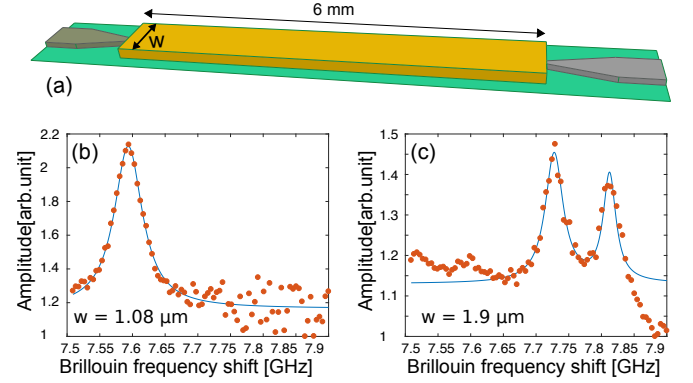 6 mm
W
(a)
(b)
(c)
Amplitude[arb.unit]
2.2
2
1.8
1.6
1.4
1.2
1
w = 1.08 µm
7.5 7.55 7.6 7.65 7.7 7.75 7.8 7.85 7.9
Brillouin frequency shift [GHz]
Amplitude[arb.unit]
1.5
1.4
1.3
1.2
1.1
1
w = 1.9 µm
7.5 7.55 7.6 7.65 7.7 7.75 7.8 7.85 7.9
Brillouin frequency shift [GHz]